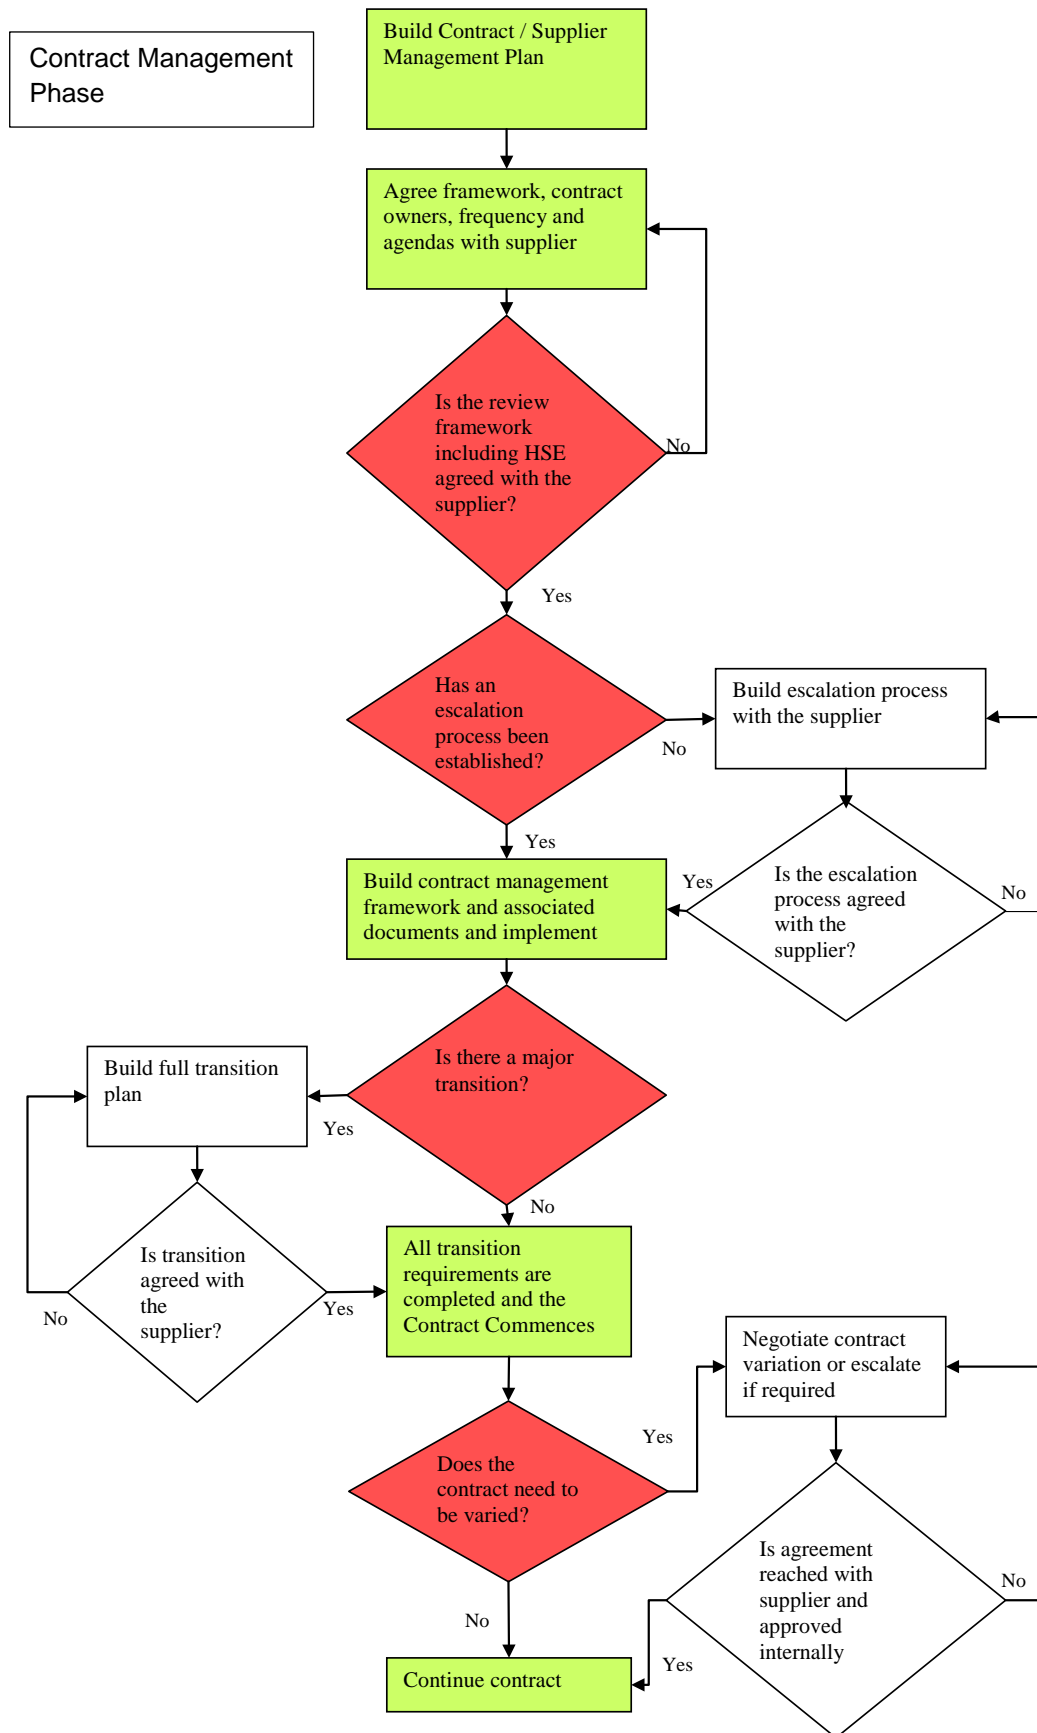 Contract Management
Phase
Build Contract / Supplier
Management Plan
Agree framework, contract
owners, frequency and
agendas with supplier
Is the review
framework
including HSE
agreed with the
supplier?
No
Yes
Has an
escalation
process been
established?
No
Build escalation process
with the supplier
Yes
Build contract management
framework and associated
documents and implement
Yes
Is the escalation
process agreed
with the
supplier?
No
Is there a major
transition?
Build full transition
plan
Yes
No
Is transition
agreed with
the
supplier?
No
Yes
All transition
requirements are
completed and the
Contract Commences
Negotiate contract
variation or escalate
if required
Yes
Does the
contract need to
be varied?
Is agreement
reached with
supplier and
approved
internally
No
No
Yes
Continue contract